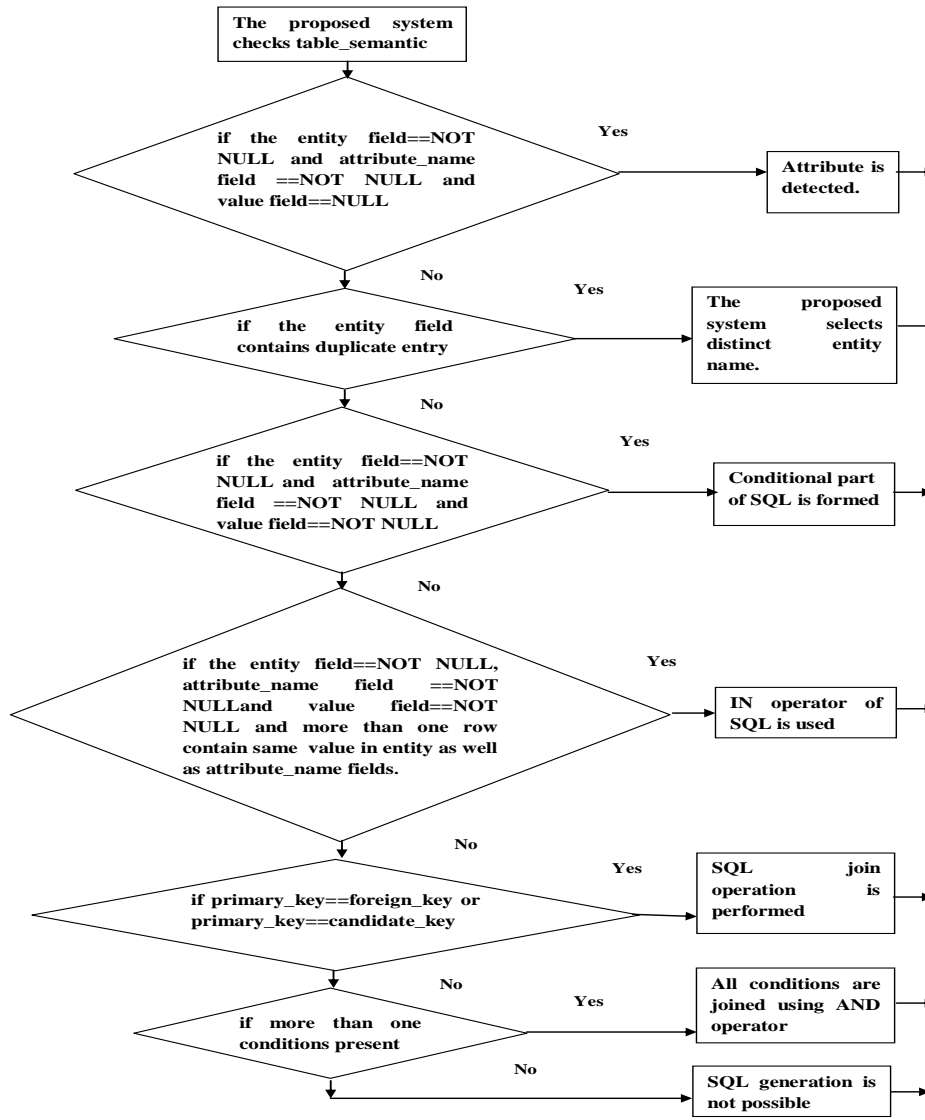 The proposed system
checks table_semantic
if the entity field==NOT
NULL and attribute_name
field ==NOT NULL and
value field==NULL
Yes
Attribute is
detected.
No
Yes
if the entity field
contains duplicate entry
The proposed
system selects
distinct entity
name.
No
Yes
if the entity field==NOT
NULL and attribute_name
field ==NOT NULL and
value field==NOT NULL
Conditional part
of SQL is formed
No
Yes
if the entity field==NOT NULL,
attribute_name field ==NOT
NULLand value field==NOT
NULL and more than one row
contain same value in entity as well
as attribute_name fields.
IN operator of
SQL is used
No
Yes
if primary_key==foreign_key or
primary_key==candidate_key
SQL join
operation is
performed
No
Yes
if more than one
conditions present
All conditions are
joined using AND
operator
No
SQL generation is
not possible